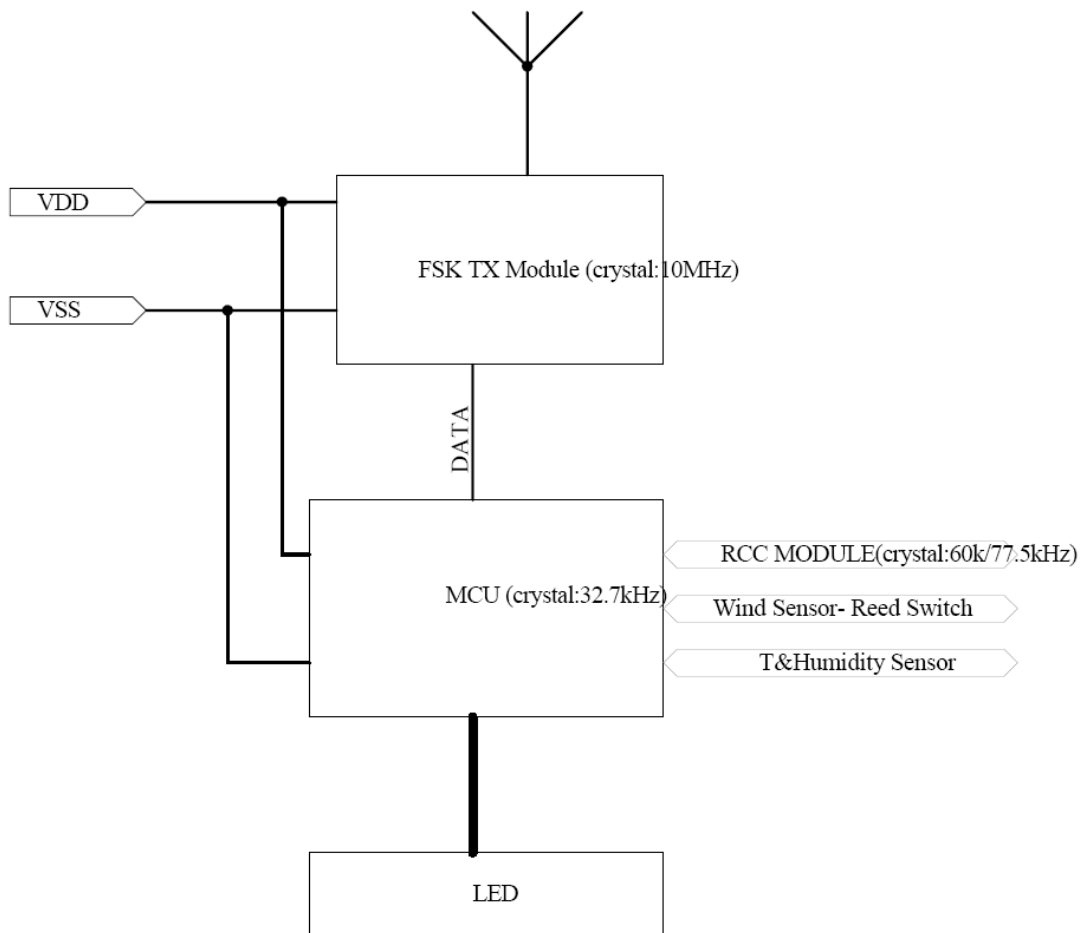 VDD
FSK TX Module (crystal:10MHz)
VSS
DATA
RCC MODULE(crystal:60k/77.5kHz)
MCU (crystal:32.7kHz)
Wind Sensor- Reed Switch
T&Humidity Sensor
LED